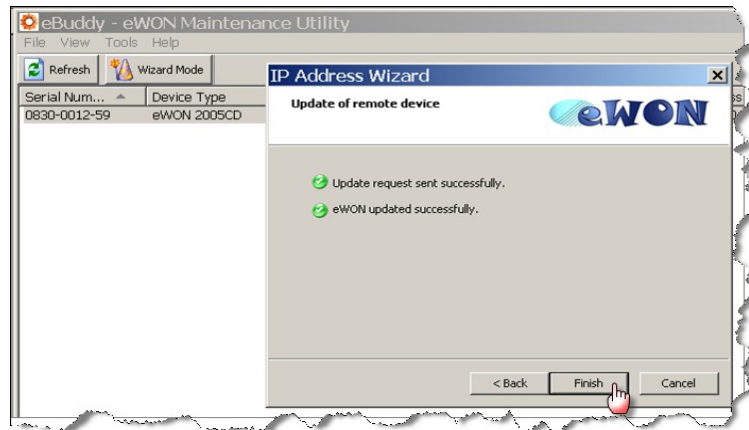 eBuddy - eWON Maintenance Utility
File View Tools Help
Refresh Wizard Mode
Serial Num... Device Type
0830-0012-59 eWON 2005CD
IP Address Wizard
Update of remote device
eWON
Update request sent successfully.
eWON updated successfully.
< Back Finish Cancel